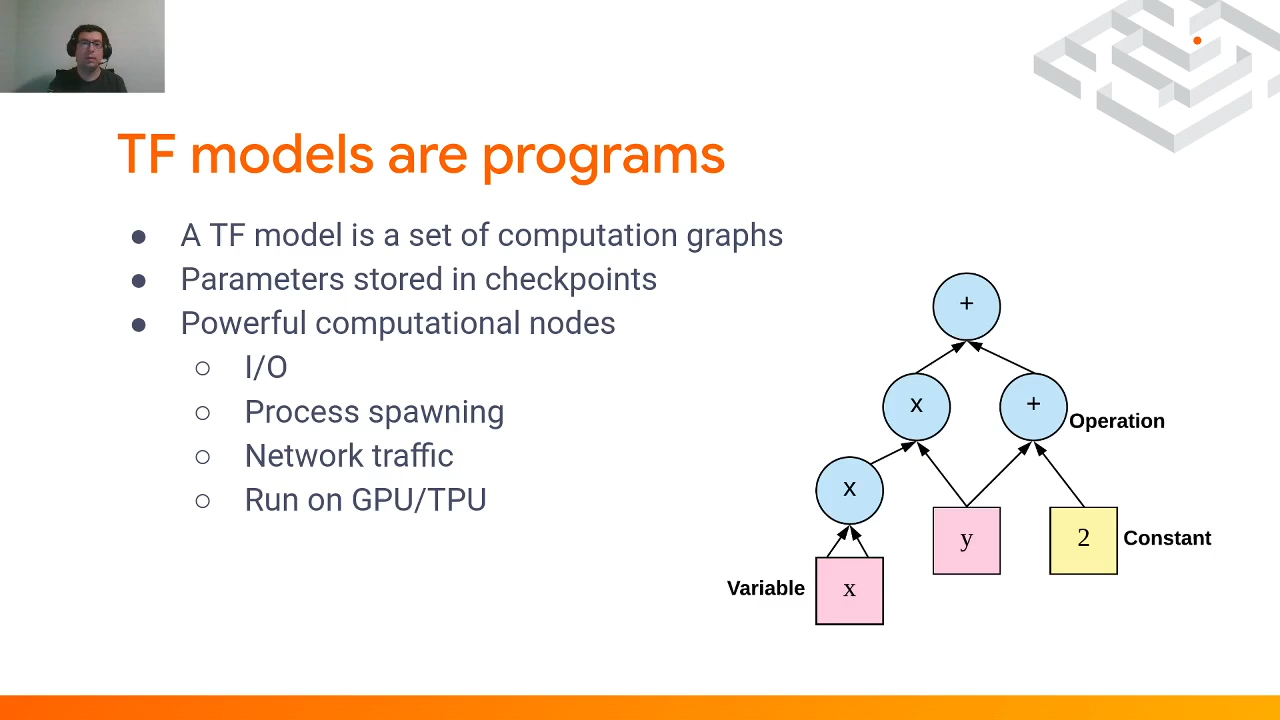 TF models are programs
● A TF model is a set of computation graphs
● Parameters stored in checkpoints
● Powerful computational nodes
○ I/O
○ Process spawning
○ Network traffic
○ Run on GPU/TPU
+
x
+
Operation
x
y
2
Constant
Variable
x